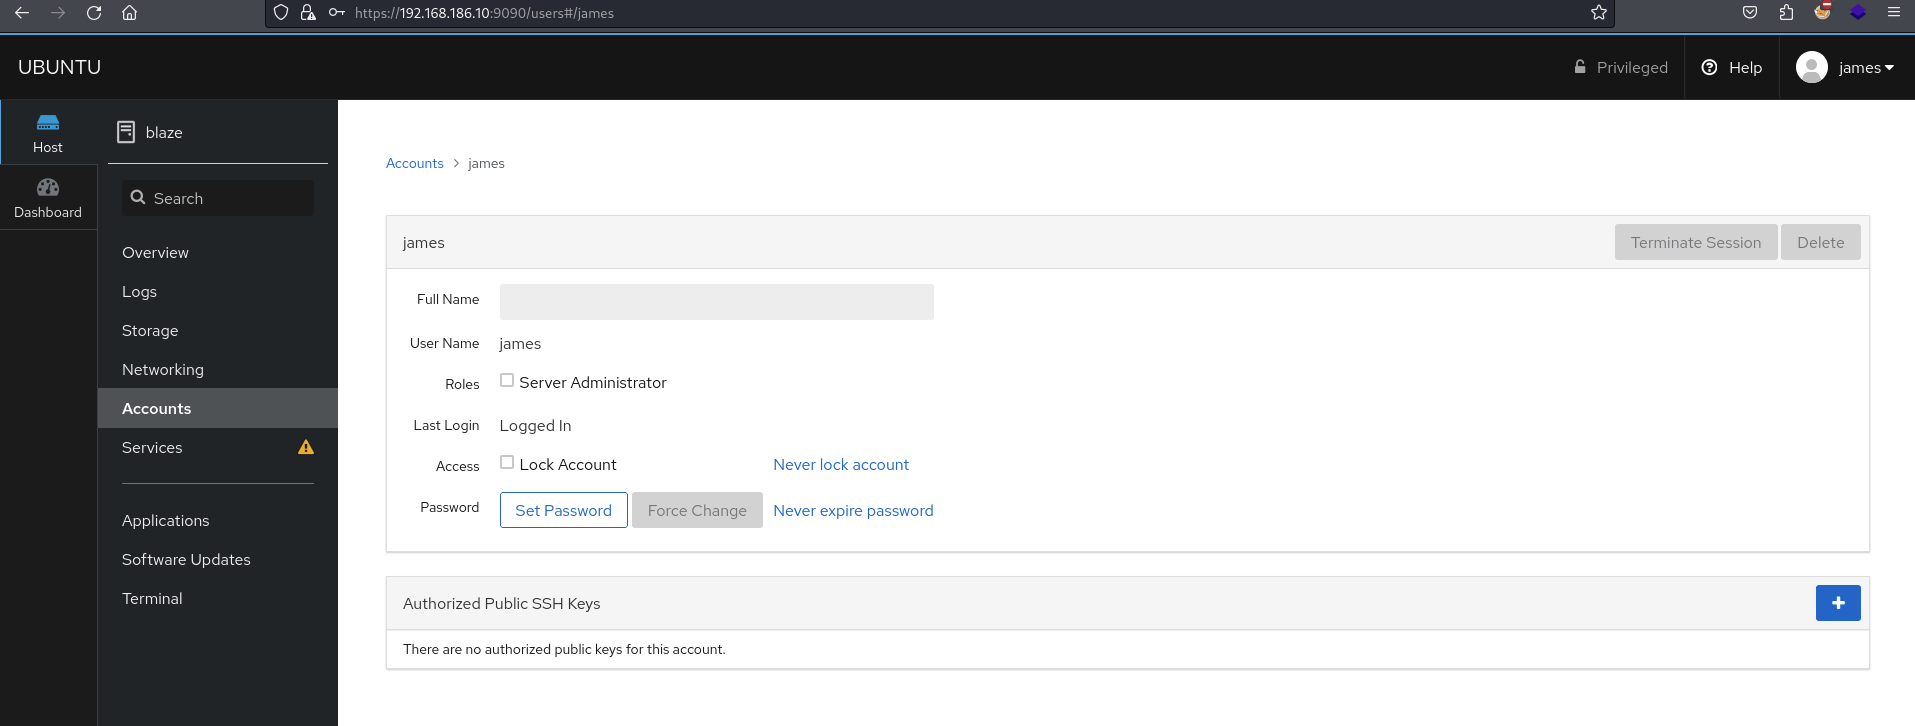 https://192.168.186.10:9090/users#/james
UBUNTU
Privileged
Help
james
Host
Dashboard
blaze
Search
Overview
Logs
Storage
Networking
Accounts
Services
Applications
Software Updates
Terminal
Accounts > james
james
Terminate Session
Delete
Full Name
User Name james
Roles Server Administrator
Last Login Logged In
Access Lock Account Never lock account
Password Set Password Force Change Never expire password
Authorized Public SSH Keys
There are no authorized public keys for this account.